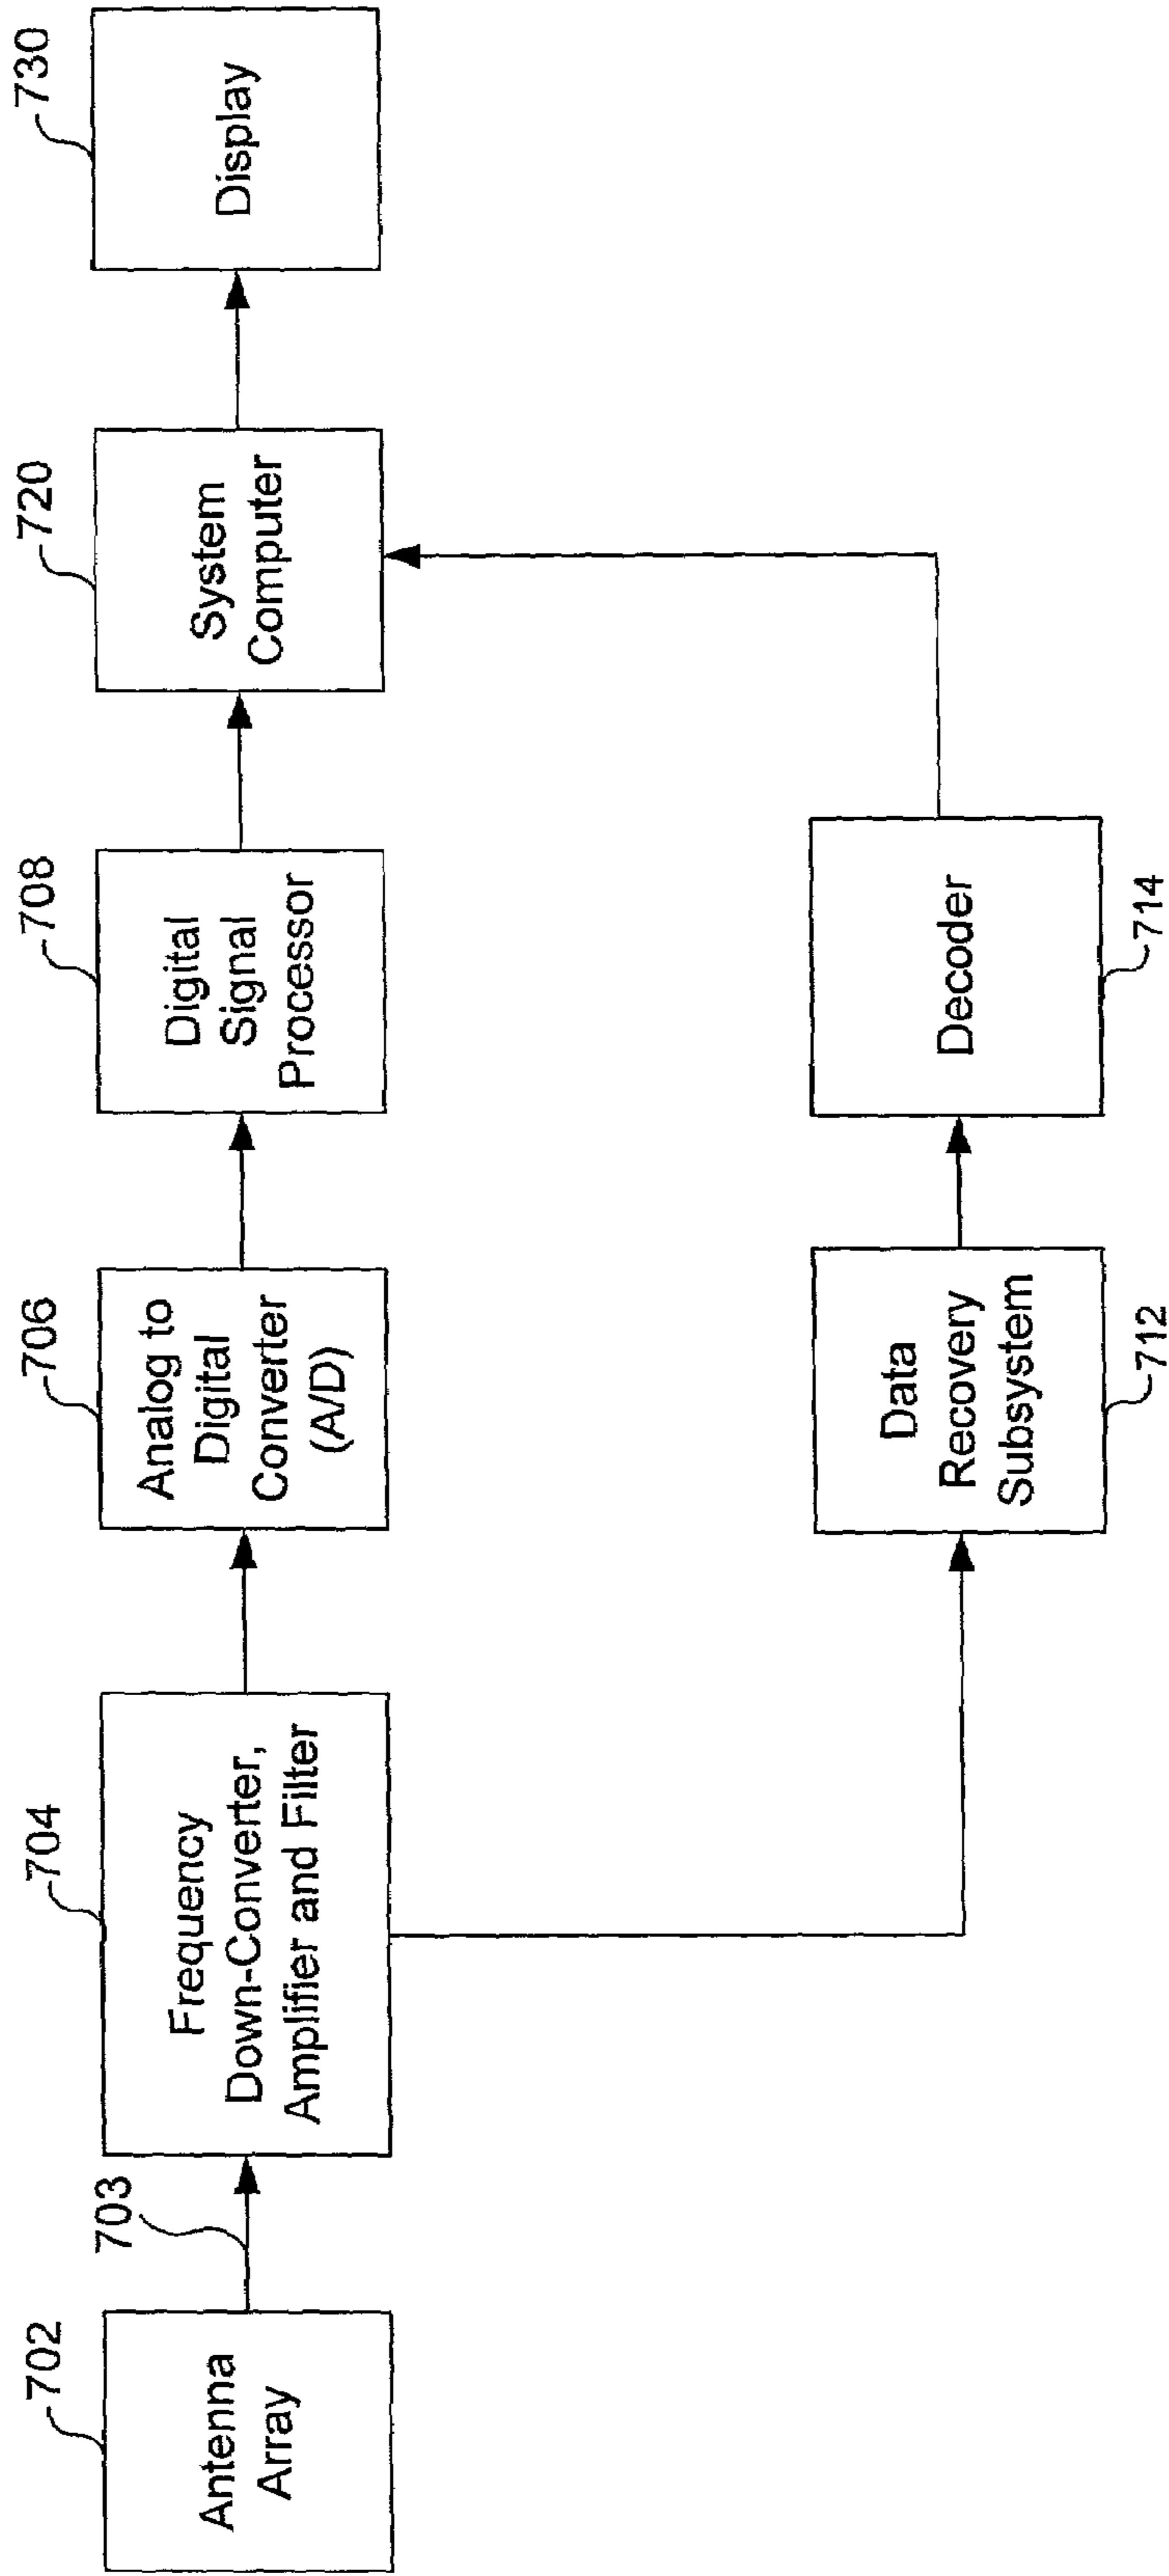 702
Antenna
Array
703
704
Frequency
Down-Converter,
Amplifier and Filter
706
Analog to
Digital
Converter
(A/D)
708
Digital
Signal
Processor
720
System
Computer
730
Display
Data
Recovery
Subsystem
712
Decoder
714